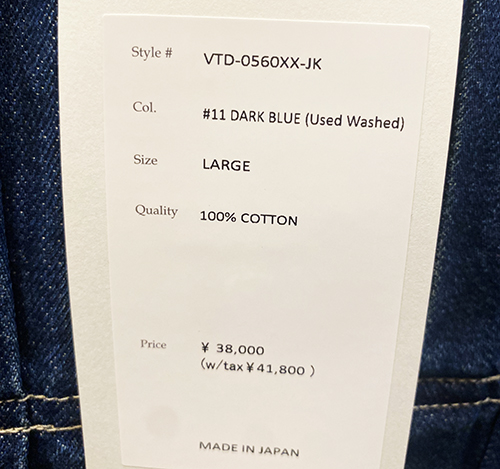 Style # VTD-0560XX-JK
Col. #11 DARK BLUE (Used Washed)
Size LARGE
Quality 100% COTTON
Price ¥ 38,000
(w/tax¥41,800 )
MADE IN JAPAN